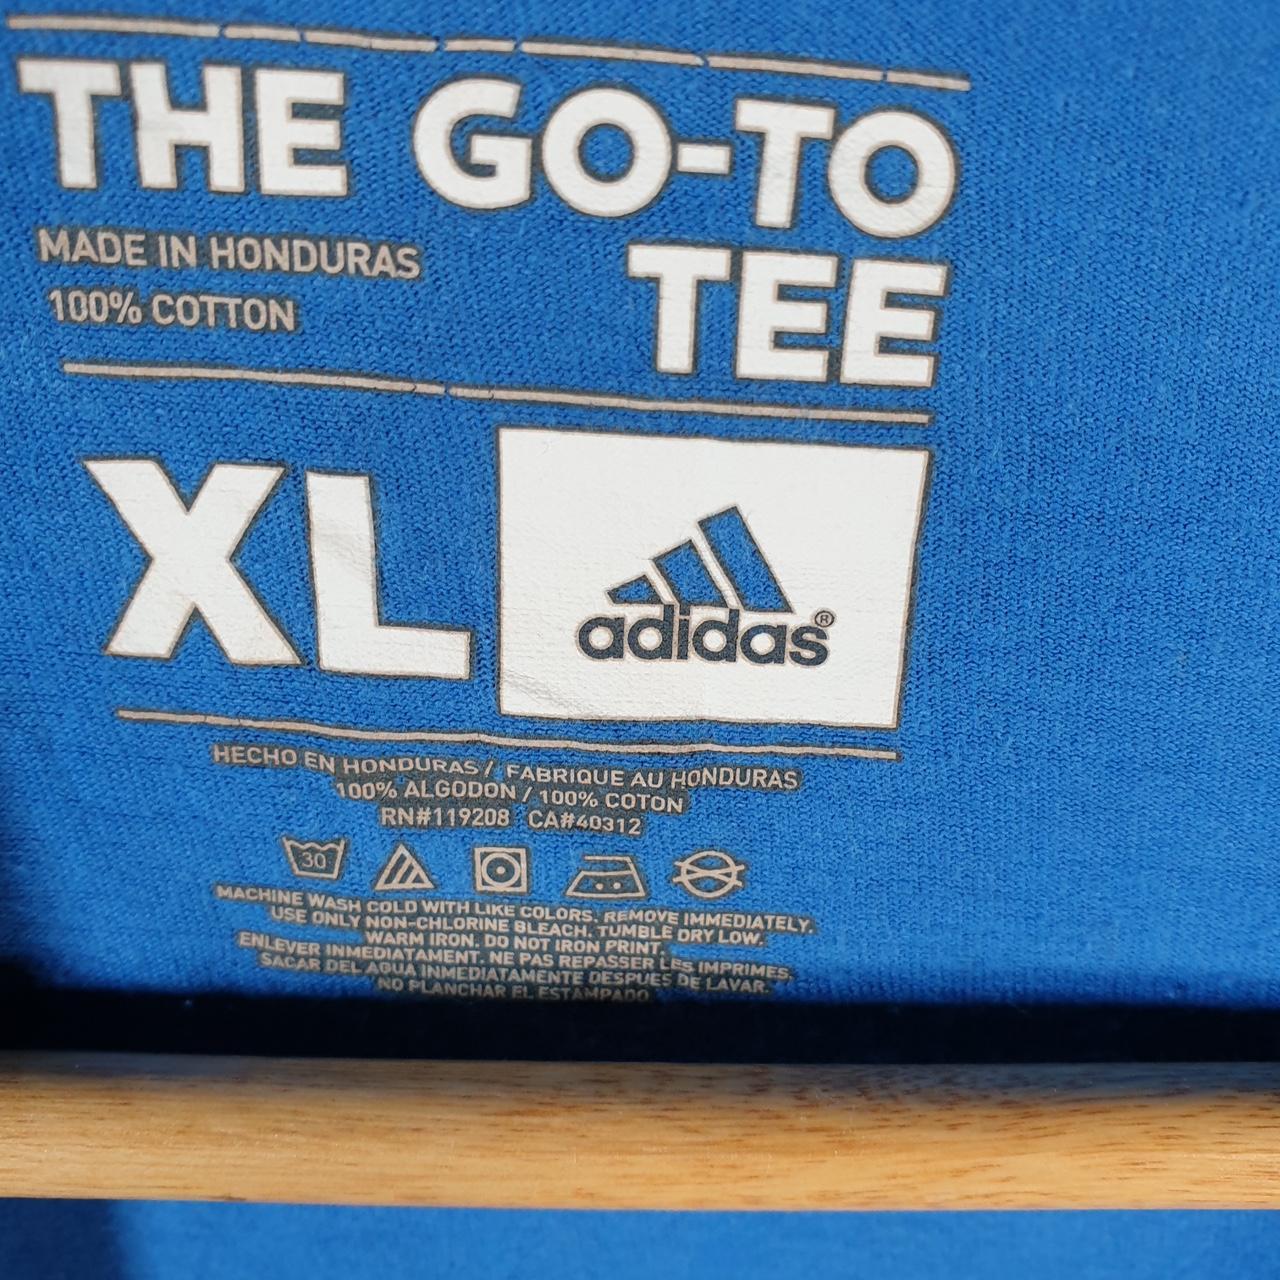 THE GO-TO
TEE
MADE IN HONDURAS
100% COTTON
XL
adidas®
HECHO EN HONDURAS / FABRIQUE AU HONDURAS
100% ALGODON / 100% COTON
RN#119208 CA#40312
30
MACHINE WASH COLD WITH LIKE COLORS. REMOVE IMMEDIATELY.
USE ONLY NON-CHLORINE BLEACH. TUMBLE DRY LOW.
WARM IRON. DO NOT IRON PRINT.
ENLEVER INMEDIATAMENT. NE PAS REPASSER LES IMPRIMES.
SACAR DEL AGUA INMEDIATAMENTE DESPUES DE LAVAR.
NO PLANCHAR EL ESTAMPADO